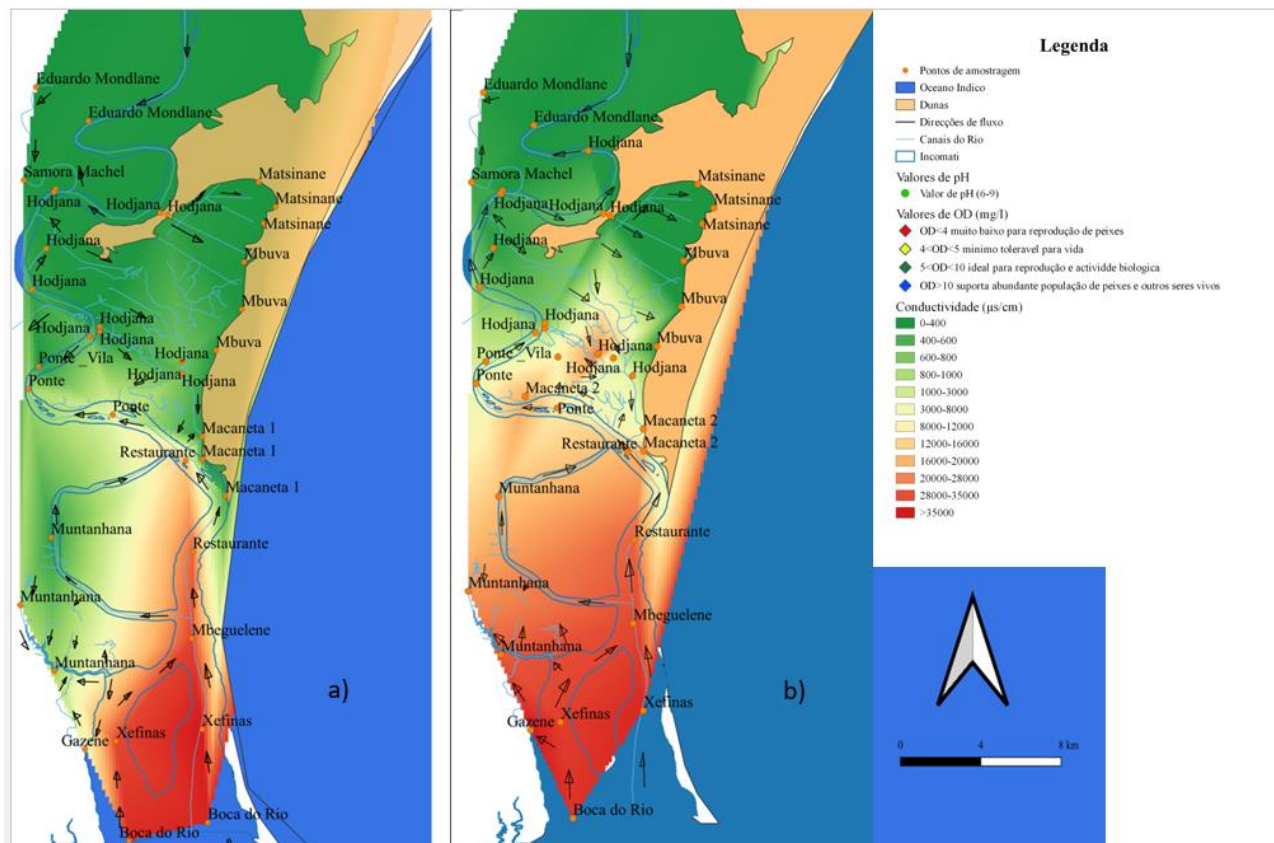 Eduardo Mondlane
Eduardo Mondlane
Samora Machel
Matsinane
Hodjana
Hodjana
Hodjana
Matsinane
Matsinane
Hodjana
Mbuva
Hodjana
Mbuva
Hodjana
Hodjana
Hodjana
Mbuva
Ponte_Vila
Hodjana
Hodjana
Hodjana
Ponte
Ponte
Macaneta 1
Restaurante
Macaneta 1
Macaneta 1
Muntanhana
Restaurante
Muntanhana
Mbeguelene
Muntanhana
a)
Xefinas
Xefinas
Gazene
Boca do Rio
Boca do Rio
Eduardo Mondlane
Eduardo Mondlane
Hodjana
Samora Machel
Matsinane
Hodjana
Hodjana
Hodjana
Matsinane
Matsinane
Hodjana
Mbuva
Hodjana
Mbuva
Hodjana
Hodjana
Mbuva
Hodjana
Ponte_Vila
Hodjana
Hodjana
Ponte
Macaneta 2
Ponte
Macaneta 2
Restaurante
Macaneta 2
Muntanhana
Restaurante
Muntanhana
Mbeguelene
Muntanhana
b)
Xefinas
Xefinas
Gazene
Boca do Rio
Legenda
Pontos de amostragem
Oceano Indico
Dunas
Direcções de fluxo
Canais do Rio
Incomati
Valores de pH
Valor de pH (6-9)
Valores de OD (mg/l)
OD<4 muito baixo para reprodução de peixes
4<OD<5 minimo toleravel para vida
5<OD<10 ideal para reprodução e actividde biologica
OD>10 suporta abundante população de peixes e outros seres vivos
Conductividade (μs/cm)
0-400
400-600
600-800
800-1000
1000-3000
3000-8000
8000-12000
12000-16000
16000-20000
20000-28000
28000-35000
>35000
0 4 8 km